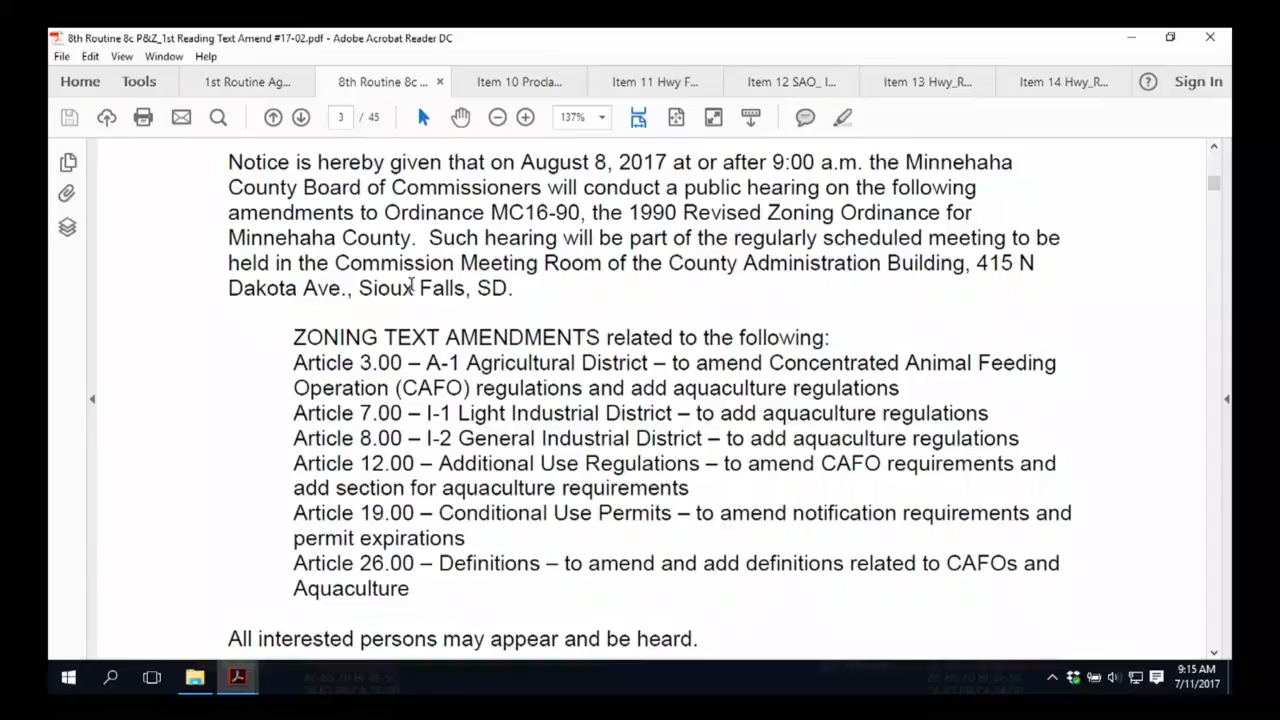 8th Routine 8c P&Z_1st Reading Text Amend #17-02.pdf - Adobe Acrobat Reader DC
File Edit View Window Help
Home Tools 1st Routine Ag... 8th Routine 8c ... × Item 10 Procla... Item 11 Hwy F... Item 12 SAO_ I... Item 13 Hwy_R... Item 14 Hwy_R... Sign In
3 / 45 137%
Notice is hereby given that on August 8, 2017 at or after 9:00 a.m. the Minnehaha
County Board of Commissioners will conduct a public hearing on the following
amendments to Ordinance MC16-90, the 1990 Revised Zoning Ordinance for
Minnehaha County.  Such hearing will be part of the regularly scheduled meeting to be
held in the Commission Meeting Room of the County Administration Building, 415 N
Dakota Ave., Sioux Falls, SD.
ZONING TEXT AMENDMENTS related to the following:
Article 3.00 – A-1 Agricultural District – to amend Concentrated Animal Feeding
Operation (CAFO) regulations and add aquaculture regulations
Article 7.00 – I-1 Light Industrial District – to add aquaculture regulations
Article 8.00 – I-2 General Industrial District – to add aquaculture regulations
Article 12.00 – Additional Use Regulations – to amend CAFO requirements and
add section for aquaculture requirements
Article 19.00 – Conditional Use Permits – to amend notification requirements and
permit expirations
Article 26.00 – Definitions – to amend and add definitions related to CAFOs and
Aquaculture
All interested persons may appear and be heard.
9:15 AM
7/11/2017